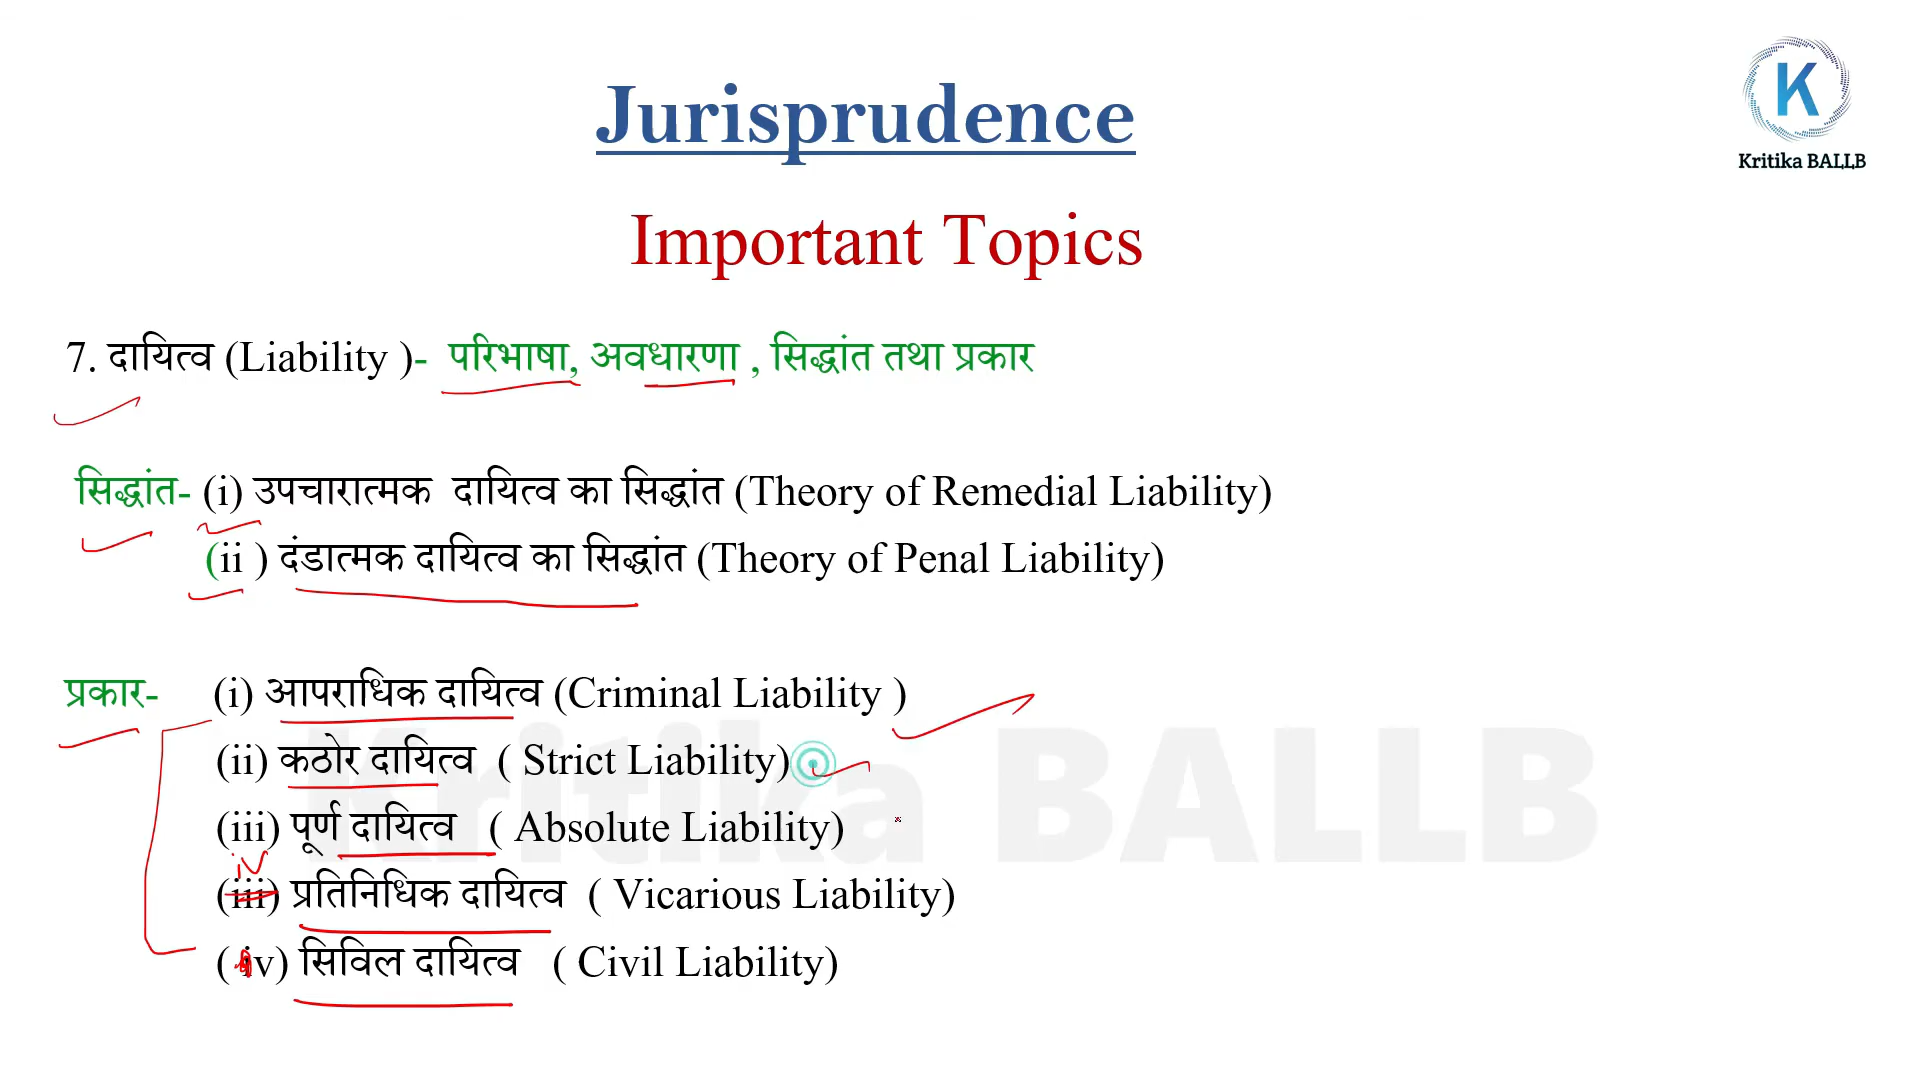 Jurisprudence
K
Kritika BALLB
Important Topics
7. दायित्व (Liability )- परिभाषा, अवधारणा , सिद्धांत तथा प्रकार
सिद्धांत- (i) उपचारात्मक दायित्व का सिद्धांत (Theory of Remedial Liability)
(ii ) दंडात्मक दायित्व का सिद्धांत (Theory of Penal Liability)
प्रकार- (i) आपराधिक दायित्व (Criminal Liability )
(ii) कठोर दायित्व ( Strict Liability)
(iii) पूर्ण दायित्व ( Absolute Liability)
iv
(iii) प्रतिनिधिक दायित्व ( Vicarious Liability)
(iv) सिविल दायित्व ( Civil Liability)
Kritika BALLB